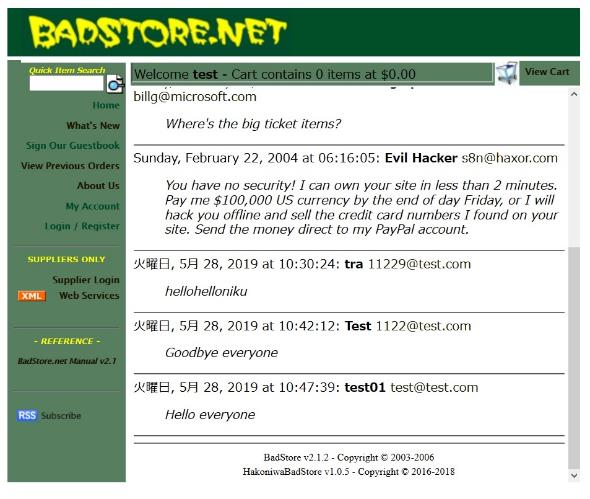 BADSTORE.NET
Quick Item Search
Welcome test - Cart contains 0 items at $0.00
View Cart
Home
What's New
Sign Our Guestbook
View Previous Orders
About Us
My Account
Login / Register
SUPPLIERS ONLY
Supplier Login
XML Web Services
- REFERENCE -
BadStore.net Manual v2.1
RSS Subscribe
billg@microsoft.com
Where's the big ticket items?
Sunday, February 22, 2004 at 06:16:05: Evil Hacker s8n@haxor.com
You have no security! I can own your site in less than 2 minutes.
Pay me $100,000 US currency by the end of day Friday, or I will
hack you offline and sell the credit card numbers I found on your
site. Send the money direct to my PayPal account.
火曜日, 5月 28, 2019 at 10:30:24: tra 11229@test.com
hellohelloniku
火曜日, 5月 28, 2019 at 10:42:12: Test 1122@test.com
Goodbye everyone
火曜日, 5月 28, 2019 at 10:47:39: test01 test@test.com
Hello everyone
BadStore v2.1.2 - Copyright © 2003-2006
HakoniwaBadStore v1.0.5 - Copyright © 2016-2018